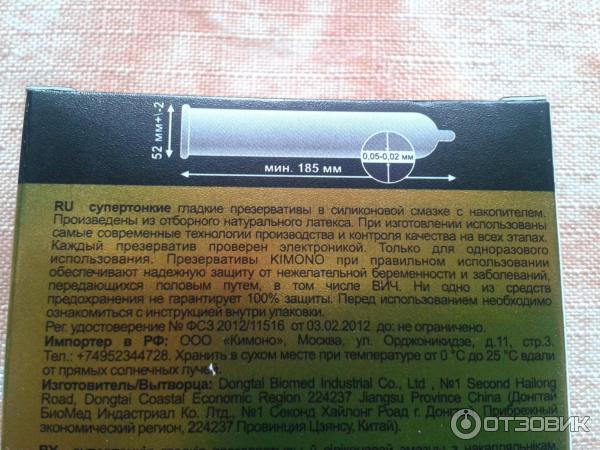 52 мм+\-2
0,05-0,02 мм
мин. 185 мм
RU супертонкие гладкие презервативы в силиконовой смазке с накопителем.
Произведены из отборного натурального латекса. При изготовлении использованы
самые современные технологии производства и контроля качества на всех этапах.
Каждый презерватив проверен электроникой. Только для одноразового
использования. Презервативы KIMONO при правильном использовании
обеспечивают надежную защиту от нежелательной беременности и заболеваний,
передающихся половым путем, в том числе ВИЧ. Ни одно из средств
предохранения не гарантирует 100% защиты. Перед использованием необходимо
ознакомиться с инструкцией внутри упаковки.
Рег. удостоверение № ФСЗ 2012/11516 от 03.02.2012 до: не ограничено.
Импортер в РФ: ООО «Кимоно», Москва, ул. Орджоникидзе, д.11, стр.3.
Тел.: +74952344728. Хранить в сухом месте при температуре от 0 °С до 25 °С вдали
от прямых солнечных луче
Изготовитель/Вытворца: Dongtai Biomed Industrial Co., Ltd , №1 Second Hailong
Road, Dongtai Coastal Economic Region 224237 Jiangsu Province China (Донгтай
БиоМед Индастриал Ко. Лтд., №1 Секонд Хайлонг Роад г. Донгтай, Прибрежный
экономический регион, 224237 Провинция Цзянсу, Китай).
ОТЗОВИК